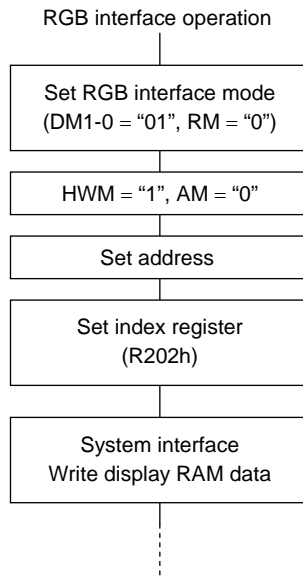 RGB interface operation
Set RGB interface mode
(DM1-0 = “01”, RM = “0”)
HWM = “1”, AM = “0”
Set address
Set index register
(R202h)
System interface
Write display RAM data